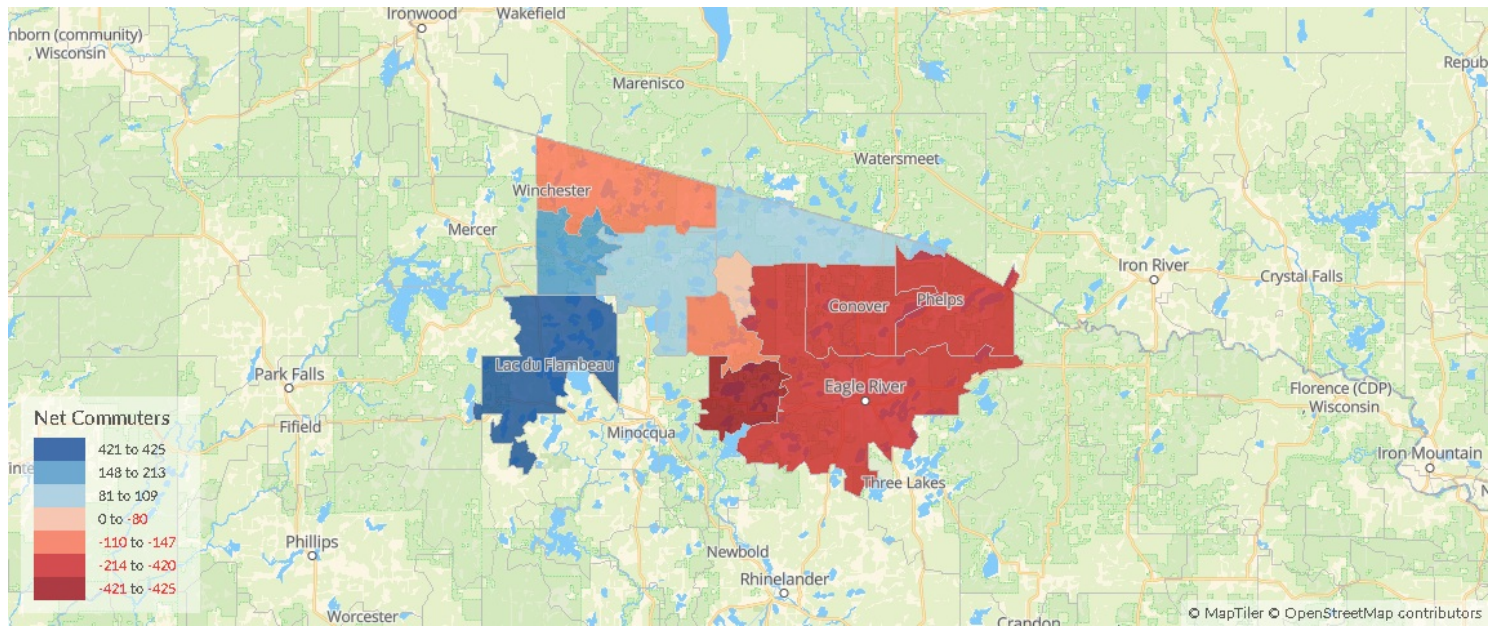 Ironwood
Wakefield
nborn (community)
, Wisconsin
Repub
Marenisco
Watersmeet
Winchester
Mercer
Iron River
Crystal Falls
Conover
Phelps
Lac du Flambeau
Park Falls
Eagle River
Florence (CDP)
, Wisconsin
Net Commuters
421 to 425
148 to 213
81 to 109
0 to -80
-110 to -147
-214 to -420
-421 to -425
Fifield
Minocqua
Iron Mountain
Three Lakes
Phillips
Newbold
Rhinelander
Worcester
Crandon
© MapTiler © OpenStreetMap contributors